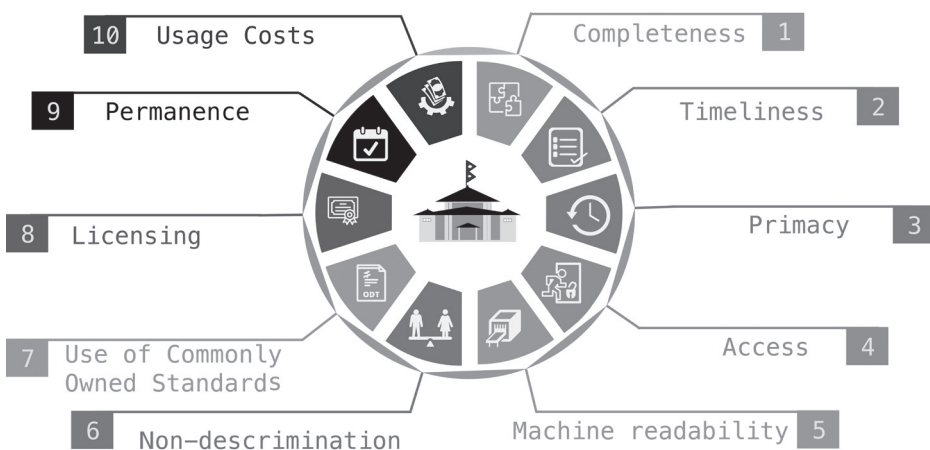 10 Usage Costs
Completeness 1
9 Permanence
Timeliness 2
8 Licensing
Primacy 3
ODT
7 Use of Commonly
Owned Standards
Access 4
6 Non-descrimination
Machine readability 5